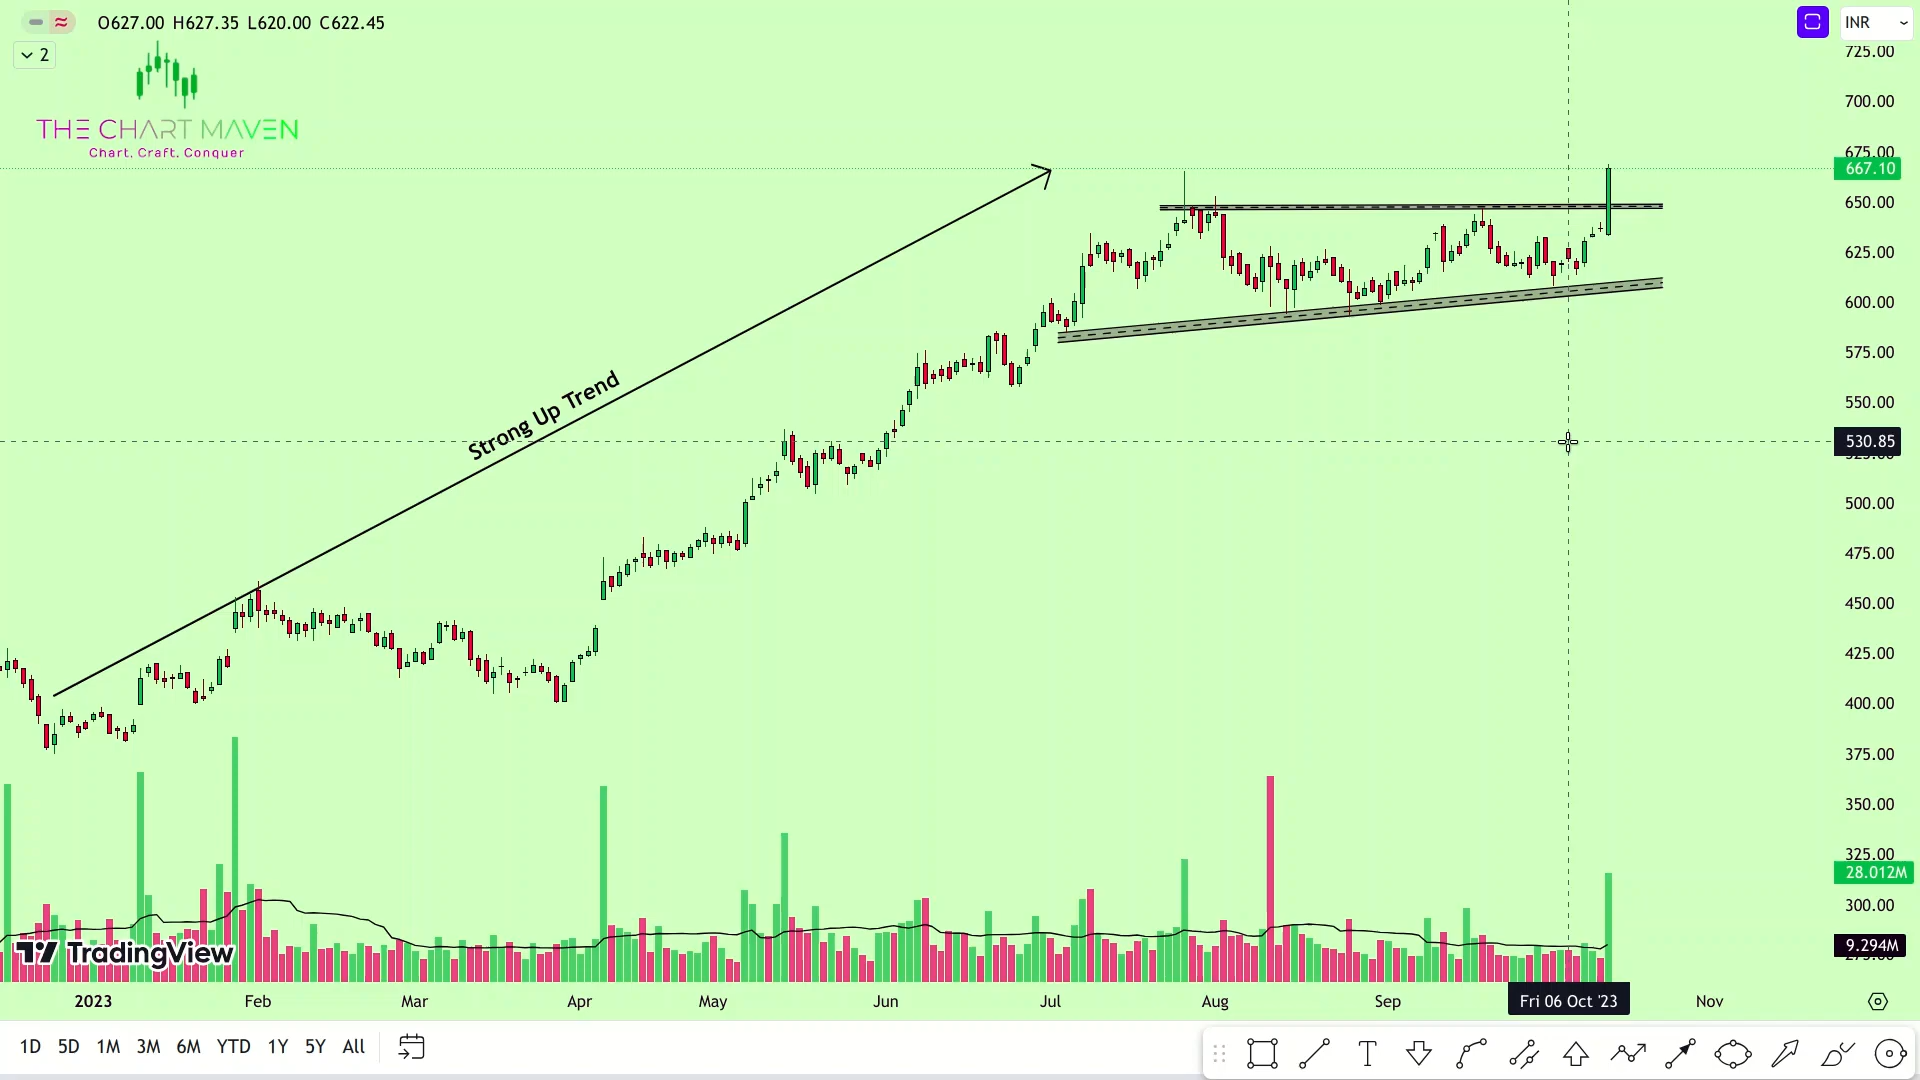 O627.00 H627.35 L620.00 C622.45
INR
2
THE CHART MAVEN
Chart. Craft. Conquer
Strong Up Trend
725.00
700.00
675.00
667.10
650.00
625.00
600.00
575.00
550.00
530.85
500.00
475.00
450.00
425.00
400.00
375.00
350.00
325.00
28.012M
300.00
9.294M
TradingView
2023 Feb Mar Apr May Jun Jul Aug Sep Fri 06 Oct '23 Nov
1D 5D 1M 3M 6M YTD 1Y 5Y All